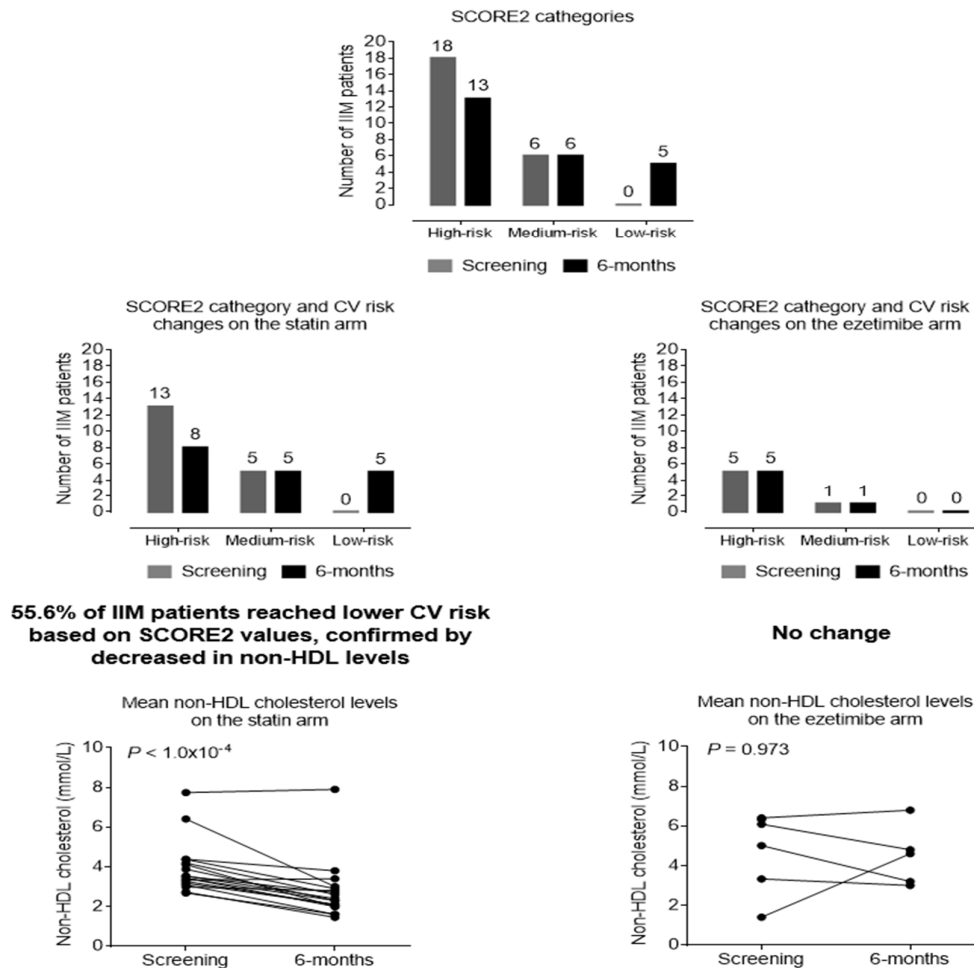 SCORE2 cathegories
Number of IIM patients
20
18
16
14
12
10
8
6
4
2
0
18
13
6
6
0
5
High-risk Medium-risk Low-risk
Screening 6-months
SCORE2 cathegory and CV risk
changes on the statin arm
Number of IIM patients
20
18
16
14
12
10
8
6
4
2
0
13
8
5
5
0
5
High-risk Medium-risk Low-risk
Screening 6-months
SCORE2 cathegory and CV risk
changes on the ezetimibe arm
Number of IIM patients
20
18
16
14
12
10
8
6
4
2
0
5
5
1
1
0
0
High-risk Medium-risk Low-risk
Screening 6-months
55.6% of IIM patients reached lower CV risk
based on SCORE2 values, confirmed by
decreased in non-HDL levels
No change
Mean non-HDL cholesterol levels
on the statin arm
Non-HDL cholesterol (mmol/L)
10
8
6
4
2
0
P < 1.0x10⁻⁴
Screening 6-months
Mean non-HDL cholesterol levels
on the ezetimibe arm
Non-HDL cholesterol (mmol/L)
10
8
6
4
2
0
P = 0.973
Screening 6-months